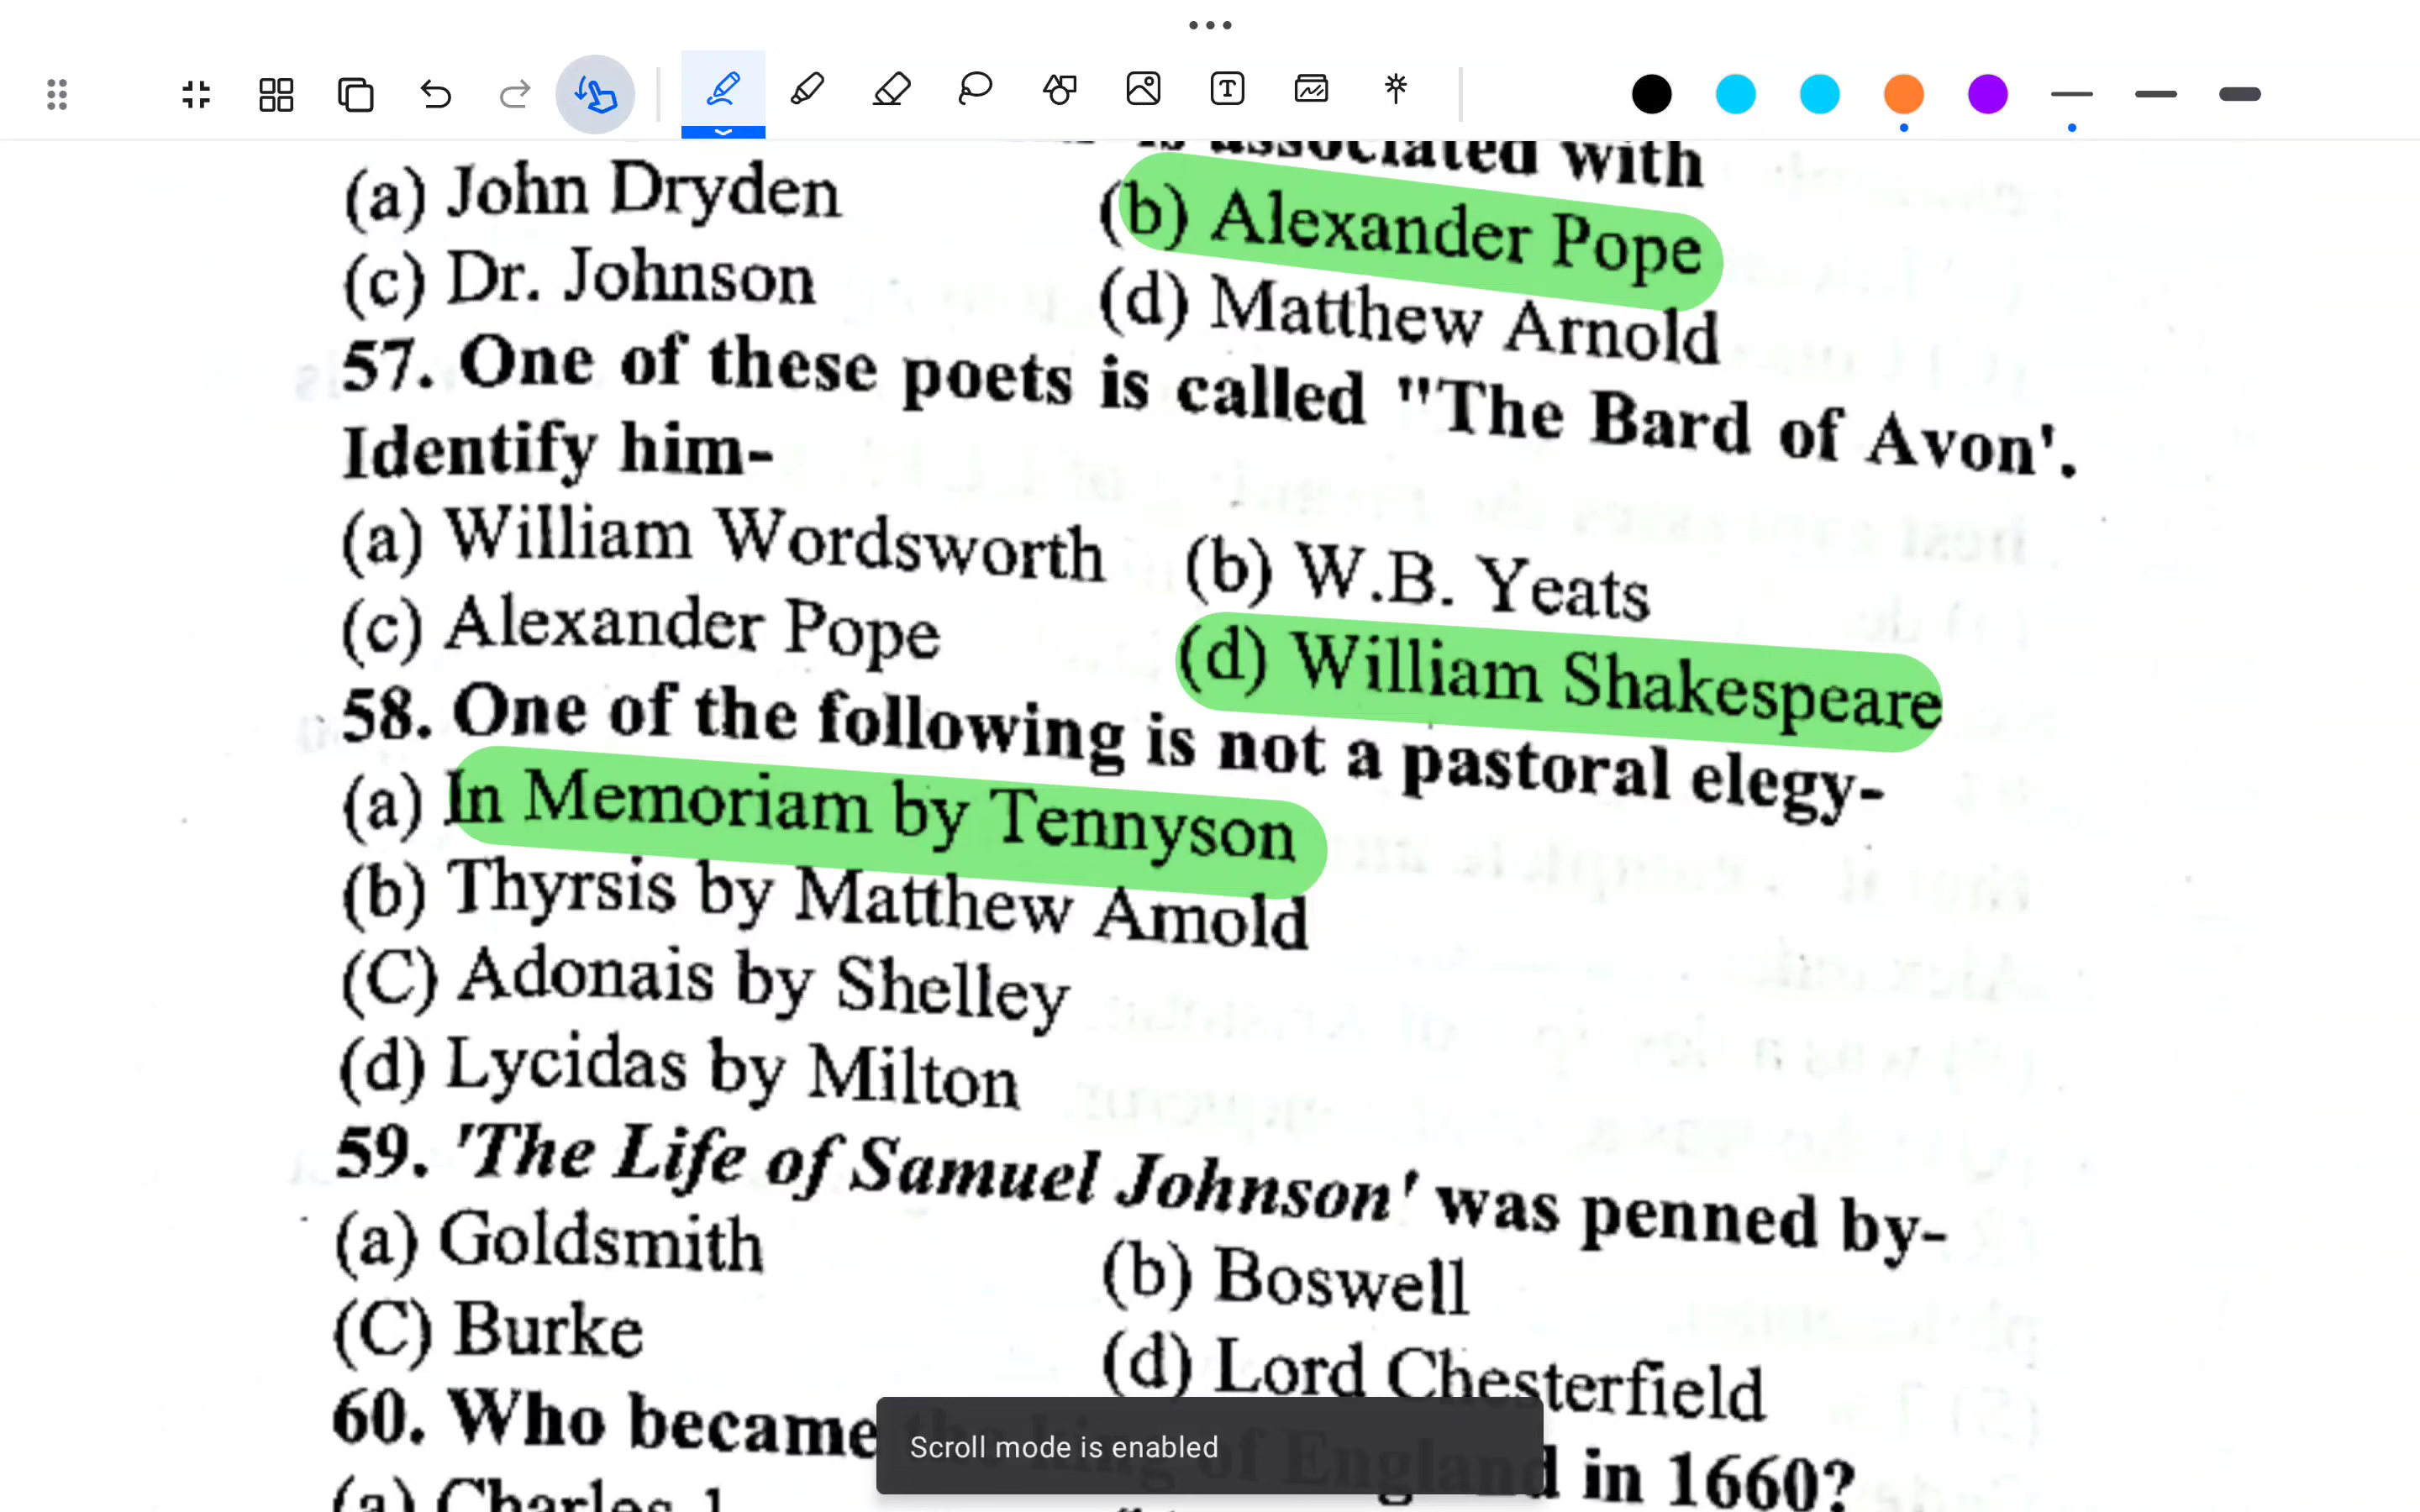 is associated with
(a) John Dryden (b) Alexander Pope
(c) Dr. Johnson (d) Matthew Arnold
57. One of these poets is called "The Bard of Avon'.
Identify him-
(a) William Wordsworth (b) W.B. Yeats
(c) Alexander Pope (d) William Shakespeare
58. One of the following is not a pastoral elegy-
(a) In Memoriam by Tennyson
(b) Thyrsis by Matthew Arnold
(C) Adonais by Shelley
(d) Lycidas by Milton
59. 'The Life of Samuel Johnson' was penned by-
(a) Goldsmith (b) Boswell
(C) Burke (d) Lord Chesterfield
60. Who became the king of England in 1660?
Scroll mode is enabled
(a) Charles